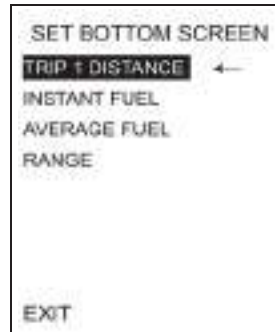 SET BOTTOM SCREEN
TRIP 1 DISTANCE ←
INSTANT FUEL
AVERAGE FUEL
RANGE
EXIT